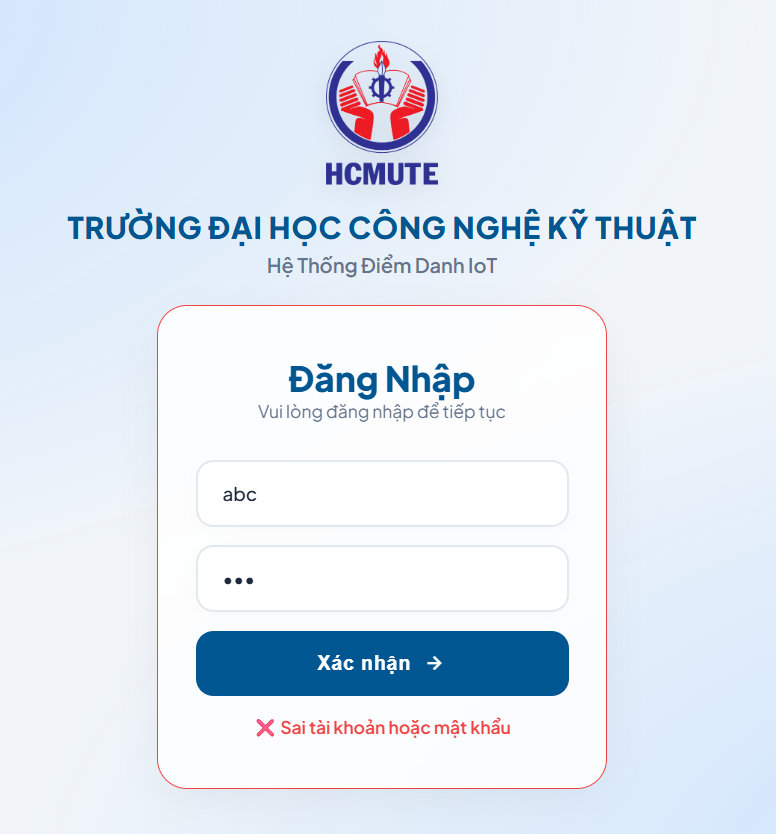 HCMUTE
TRƯỜNG ĐẠI HỌC CÔNG NGHỆ KỸ THUẬT
Hệ Thống Điểm Danh IoT
Đăng Nhập
Vui lòng đăng nhập để tiếp tục
abc
•••
Xác nhận →
❌ Sai tài khoản hoặc mật khẩu